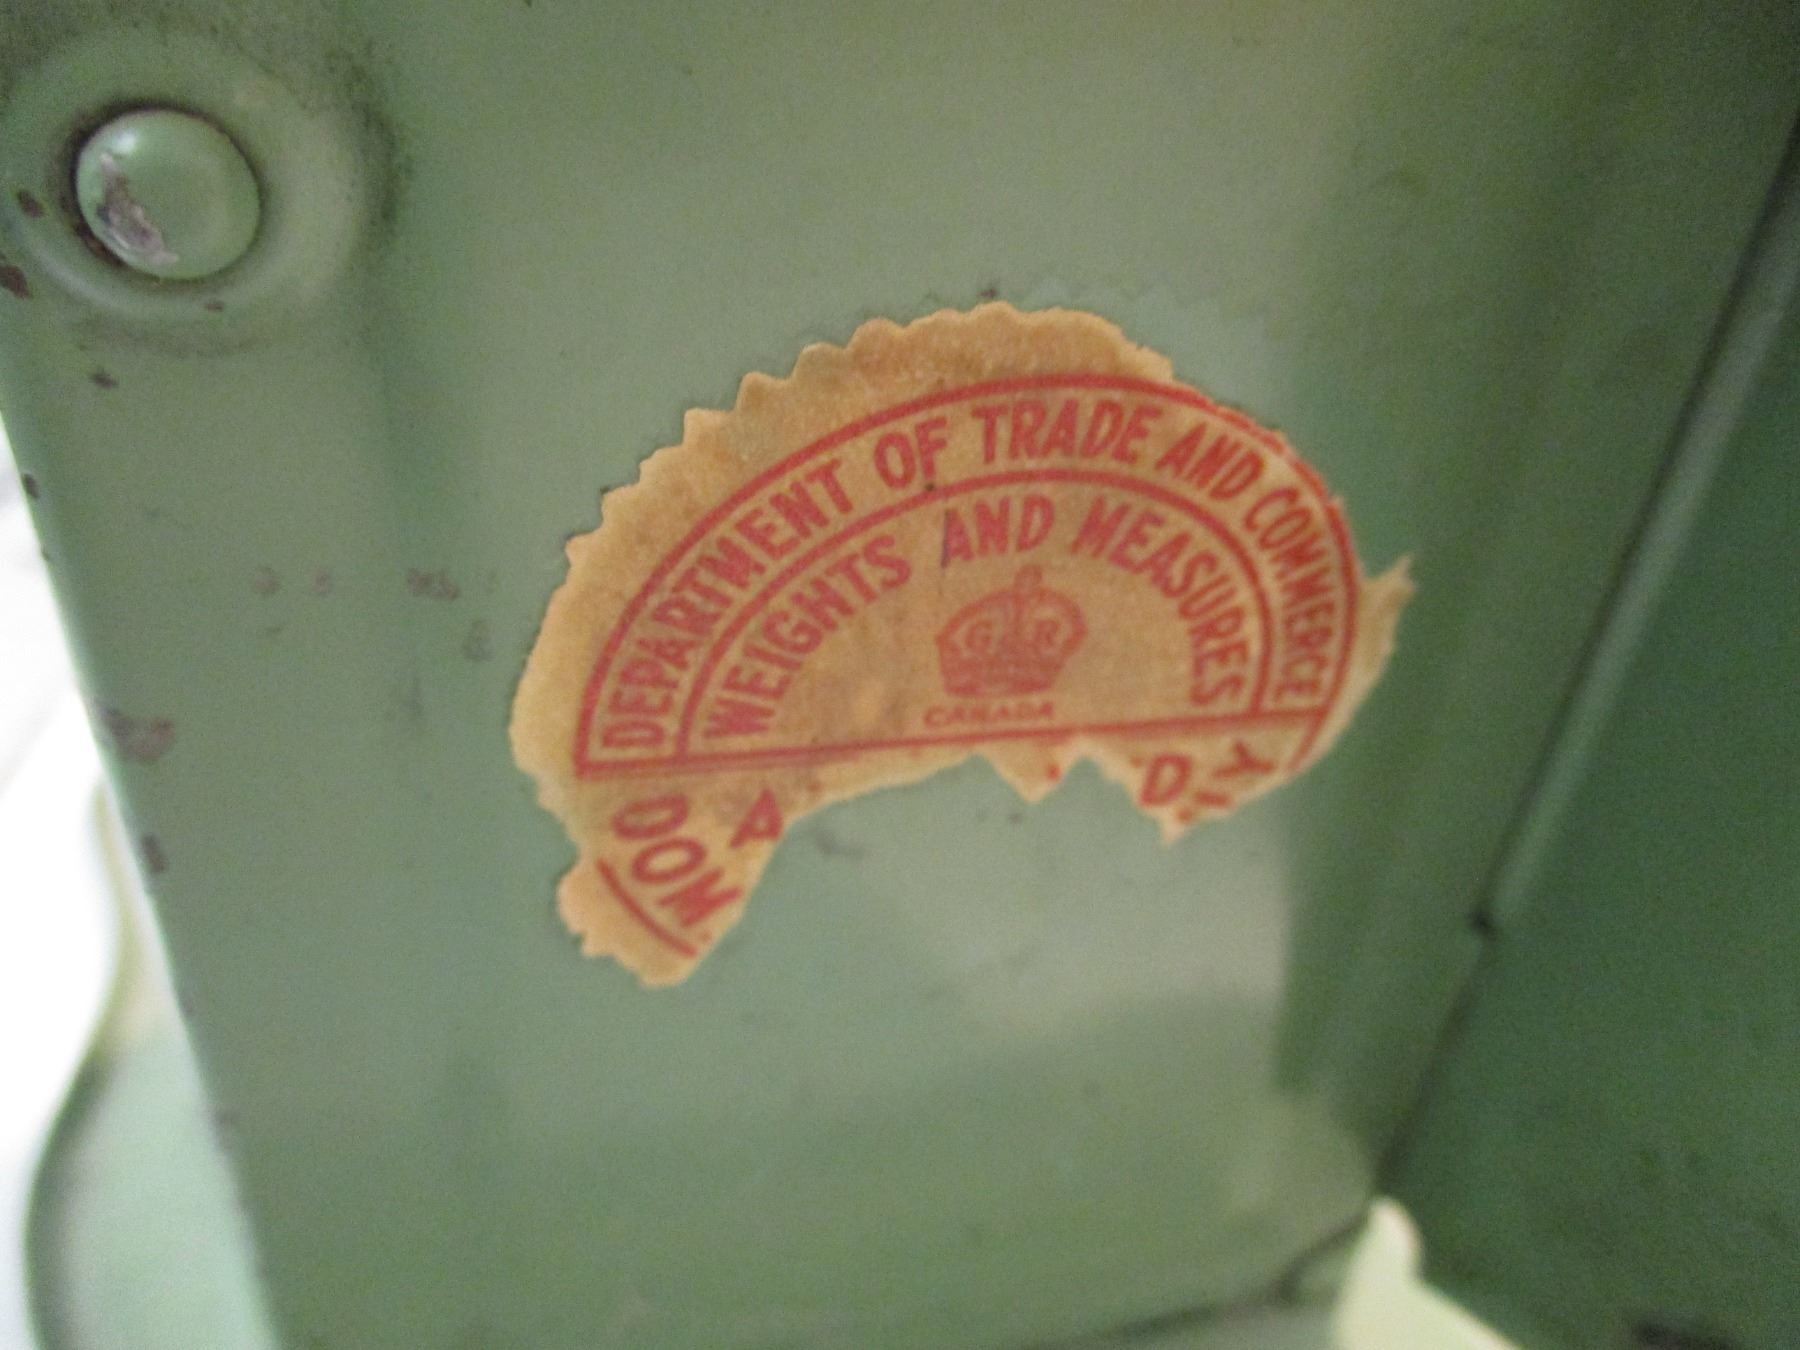 DEPARTMENT OF TRADE AND COMMERCE
WEIGHTS AND MEASURES
G R
CANADA